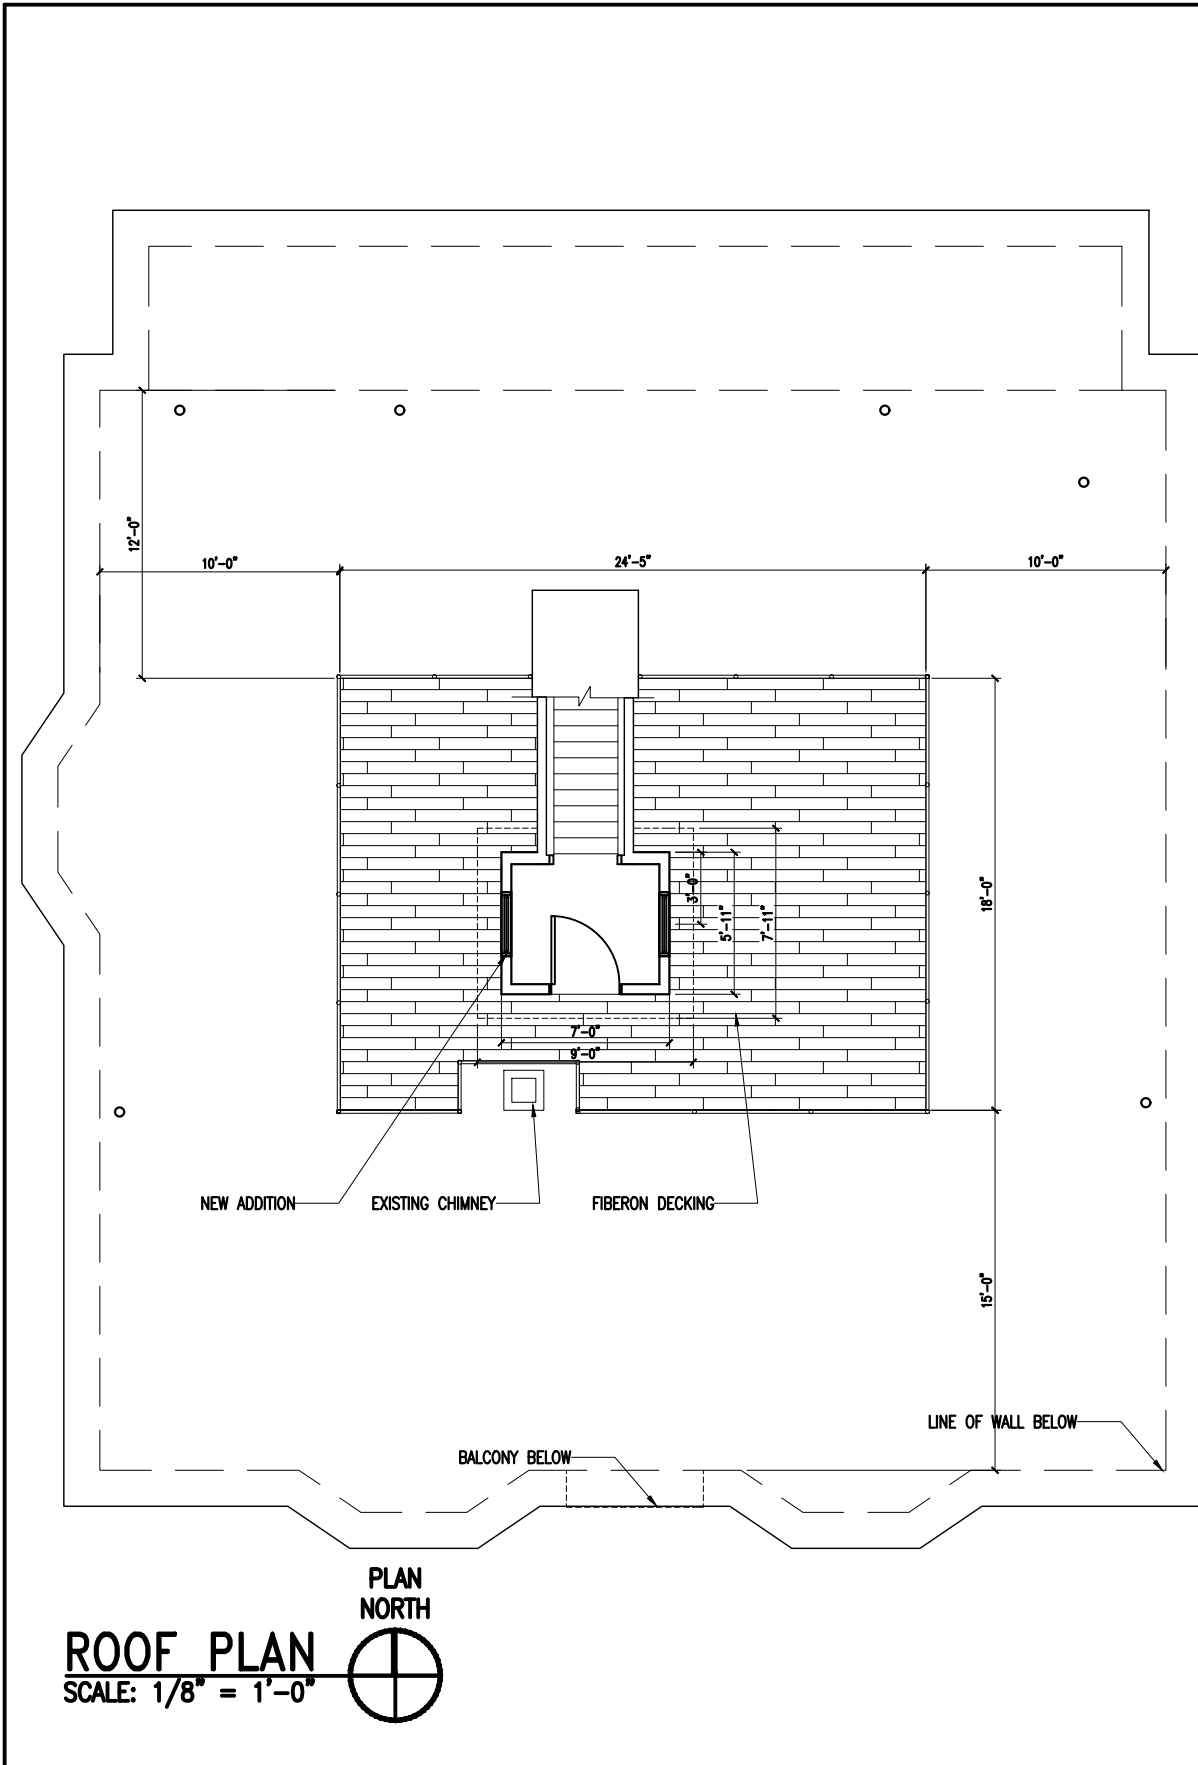 12'-0"
10'-0"
24'-5"
10'-0"
3'-0"
5'-11"
7'-11"
18'-0"
7'-0"
9'-0"
NEW ADDITION
EXISTING CHIMNEY
FIBERON DECKING
15'-0"
LINE OF WALL BELOW
BALCONY BELOW
PLAN
NORTH
ROOF PLAN
SCALE: 1/8" = 1'-0"